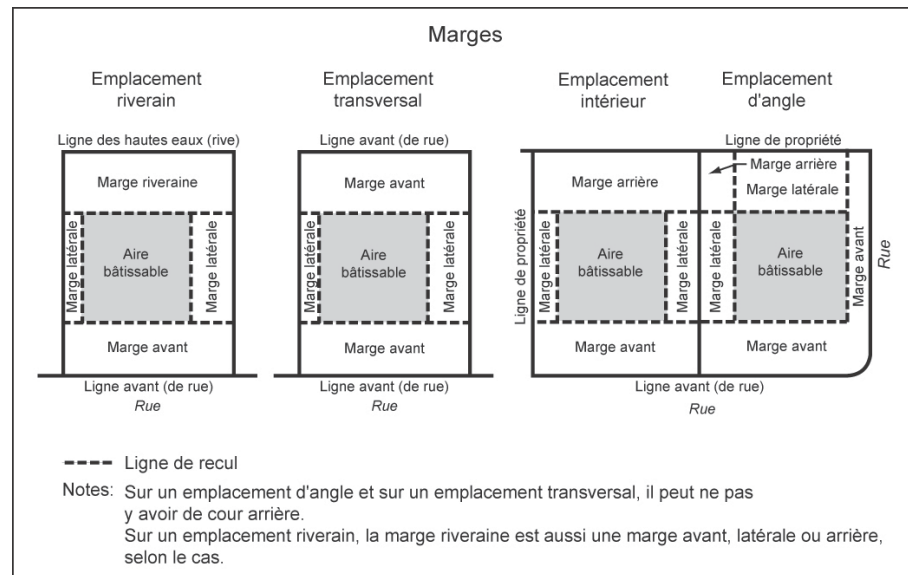 Marges
Emplacement
riverain
Ligne des hautes eaux (rive)
Marge riveraine
Marge latérale
Aire
bâtissable
Marge latérale
Marge avant
Ligne avant (de rue)
Rue
Emplacement
transversal
Ligne avant (de rue)
Marge avant
Marge latérale
Aire
bâtissable
Marge latérale
Marge avant
Ligne avant (de rue)
Rue
Emplacement
intérieur
Marge arrière
Ligne de propriété
Marge latérale
Aire
bâtissable
Marge latérale
Marge avant
Emplacement
d'angle
Ligne de propriété
Marge arrière
Marge latérale
Marge latérale
Aire
bâtissable
Marge avant
Rue
Marge avant
Ligne avant (de rue)
Rue
Ligne de recul
Notes: Sur un emplacement d'angle et sur un emplacement transversal, il peut ne pas
y avoir de cour arrière.
Sur un emplacement riverain, la marge riveraine est aussi une marge avant, latérale ou arrière,
selon le cas.